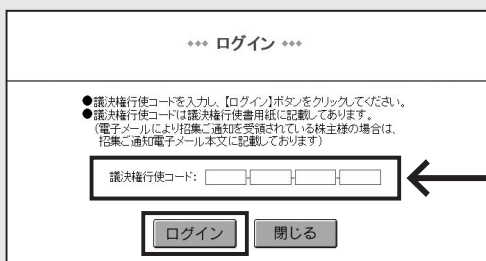 ◆◆◆ ログイン ◆◆◆
●議決権行使コードを入力し、【ログイン】ボタンをクリックしてください。
●議決権行使コードは議決権行使書用紙に記載してあります。
(電子メールにより招集ご通知を受領されている株主様の場合は、
招集ご通知電子メール本文に記載しております)
議決権行使コード: - - -
ログイン 閉じる